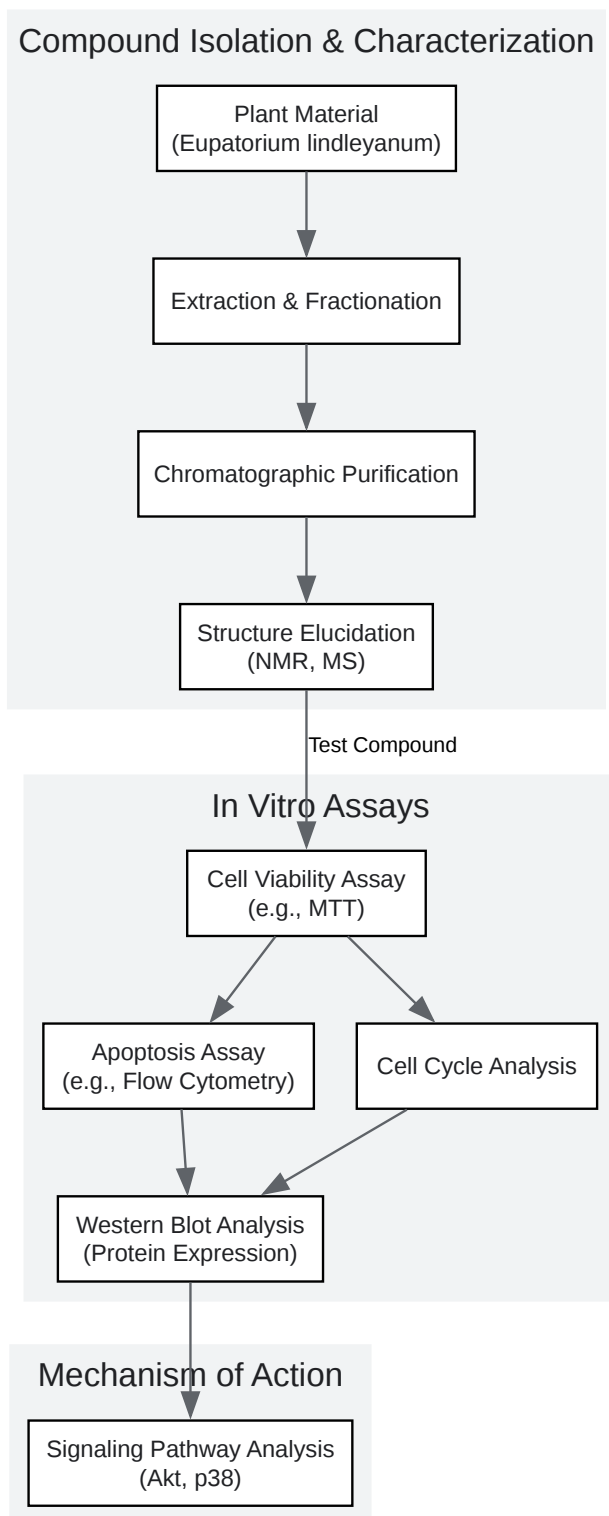 Compound Isolation & Characterization
Plant Material
(Eupatorium lindleyanum)
Extraction & Fractionation
Chromatographic Purification
Structure Elucidation
(NMR, MS)
Test Compound
In Vitro Assays
Cell Viability Assay
(e.g., MTT)
Apoptosis Assay
(e.g., Flow Cytometry)
Cell Cycle Analysis
Western Blot Analysis
(Protein Expression)
Mechanism of Action
Signaling Pathway Analysis
(Akt, p38)